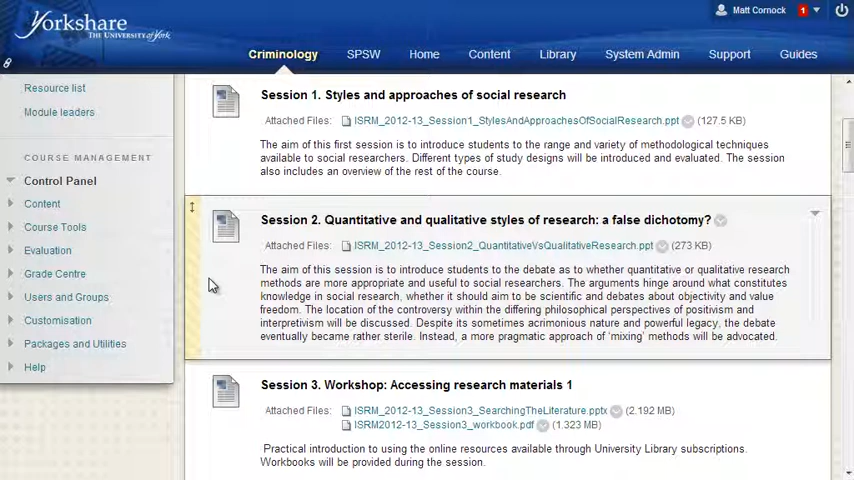 Yorkshare
THE UNIVERSITY of York
Matt Cornock 1
Criminology SPSW Home Content Library System Admin Support Guides
Resource list
Module leaders
COURSE MANAGEMENT
Control Panel
Content
Course Tools
Evaluation
Grade Centre
Users and Groups
Customisation
Packages and Utilities
Help
Session 1. Styles and approaches of social research
Attached Files: ISRM_2012-13_Session1_StylesAndApproachesOfSocialResearch.ppt (127.5 KB)
The aim of this first session is to introduce students to the range and variety of methodological techniques
available to social researchers. Different types of study designs will be introduced and evaluated. The session
also includes an overview of the rest of the course.
Session 2. Quantitative and qualitative styles of research: a false dichotomy?
Attached Files: ISRM_2012-13_Session2_QuantitativeVsQualitativeResearch.ppt (273 KB)
The aim of this session is to introduce students to the debate as to whether quantitative or qualitative research
methods are more appropriate and useful to social researchers. The arguments hinge around what constitutes
knowledge in social research, whether it should aim to be scientific and debates about objectivity and value
freedom. The location of the controversy within the differing philosophical perspectives of positivism and
interpretivism will be discussed. Despite its sometimes acrimonious nature and powerful legacy, the debate
eventually became rather sterile. Instead, a more pragmatic approach of 'mixing' methods will be advocated.
Session 3. Workshop: Accessing research materials 1
Attached Files: ISRM_2012-13_Session3_SearchingTheLiterature.pptx (2.192 MB)
ISRM2012-13_Session3_workbook.pdf (1.323 MB)
Practical introduction to using the online resources available through University Library subscriptions.
Workbooks will be provided during the session.